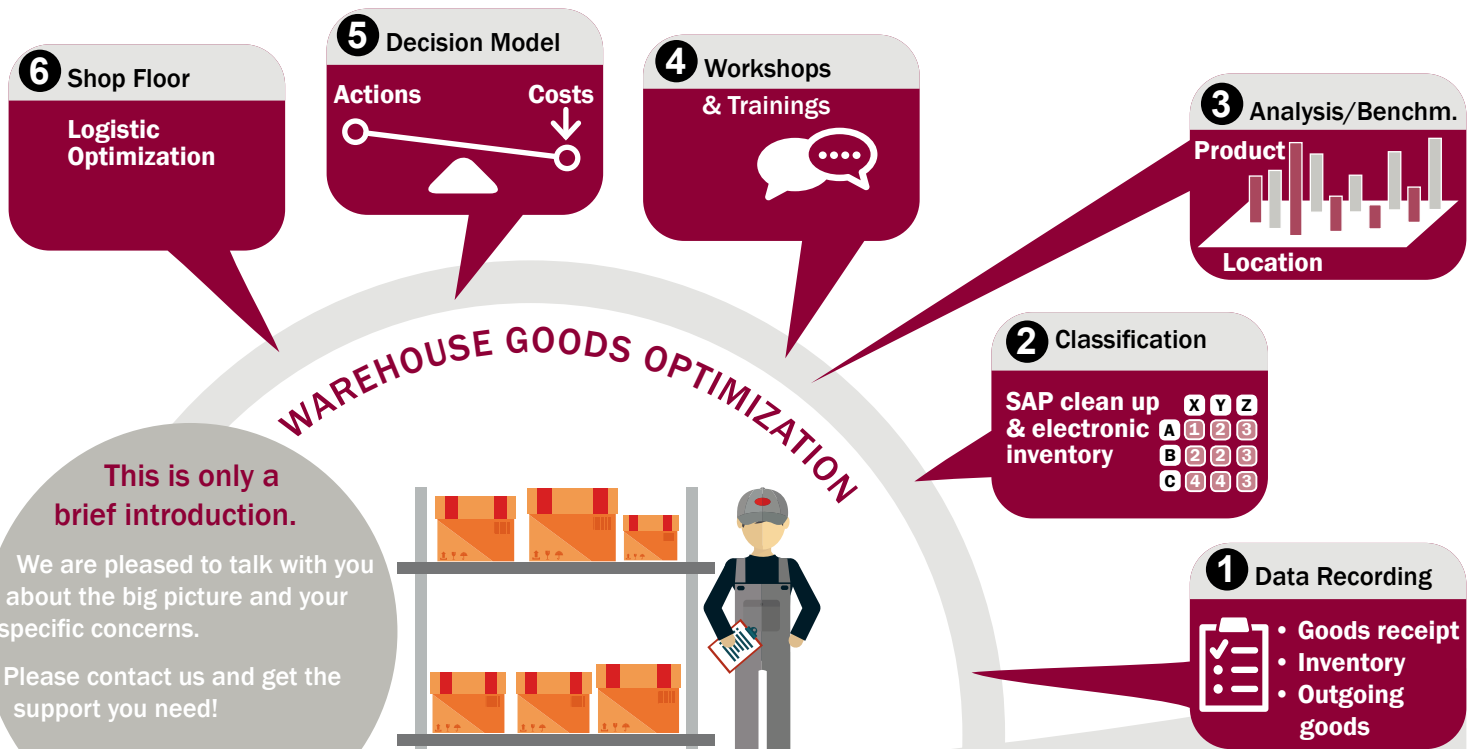 6 Shop Floor
Logistic
Optimization
5 Decision Model
Actions Costs
4 Workshops
& Trainings
3 Analysis/Benchm.
Product
Location
2 Classification
SAP clean up
& electronic
inventory
X Y Z
A 1 2 3
B 2 2 3
C 4 4 3
1 Data Recording
• Goods receipt
• Inventory
• Outgoing
goods
WAREHOUSE GOODS OPTIMIZATION
This is only a
brief introduction.
We are pleased to talk with you
about the big picture and your
specific concerns.
Please contact us and get the
support you need!